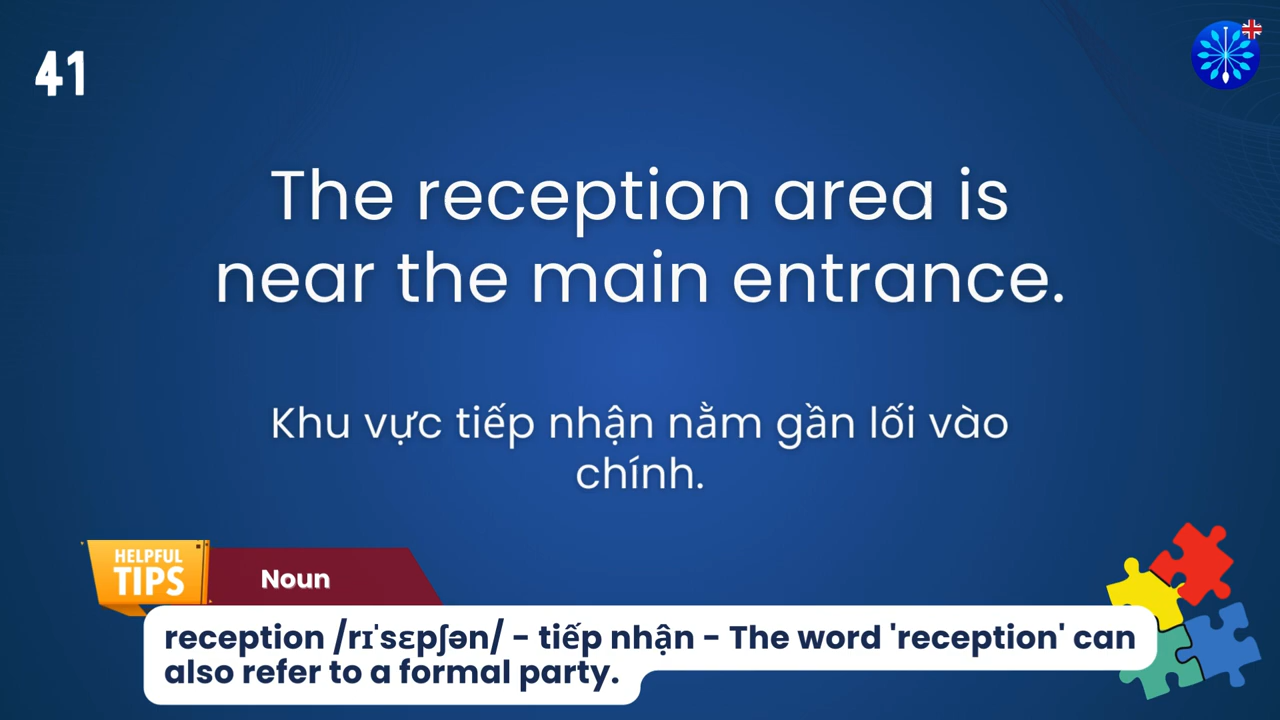 41
The reception area is
near the main entrance.
Khu vực tiếp nhận nằm gần lối vào
chính.
HELPFUL
TIPS
Noun
reception /rɪˈsɛpʃən/ - tiếp nhận - The word 'reception' can
also refer to a formal party.